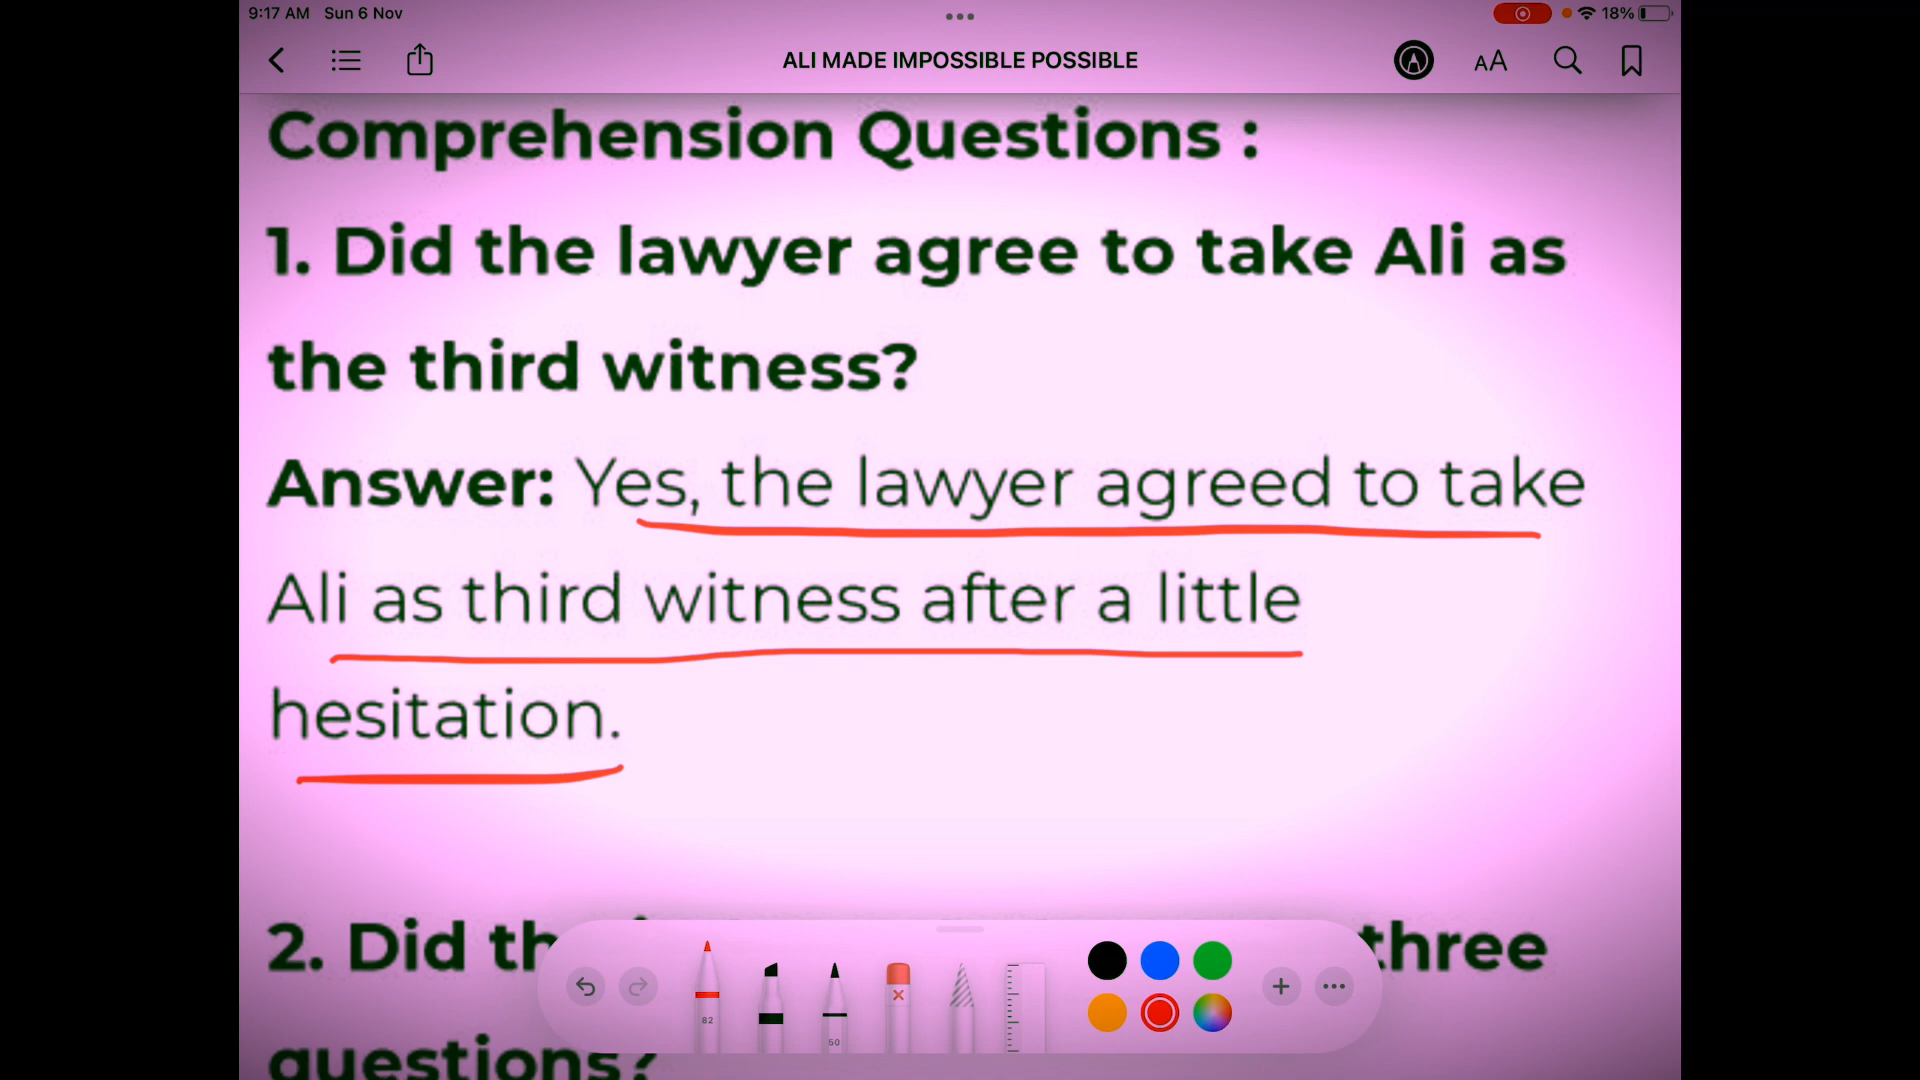 9:17 AM Sun 6 Nov
18%
ALI MADE IMPOSSIBLE POSSIBLE
AA
Comprehension Questions :
1. Did the lawyer agree to take Ali as
the third witness?
Answer: Yes, the lawyer agreed to take
Ali as third witness after a little
hesitation.
2. Did three
questions?
82
50